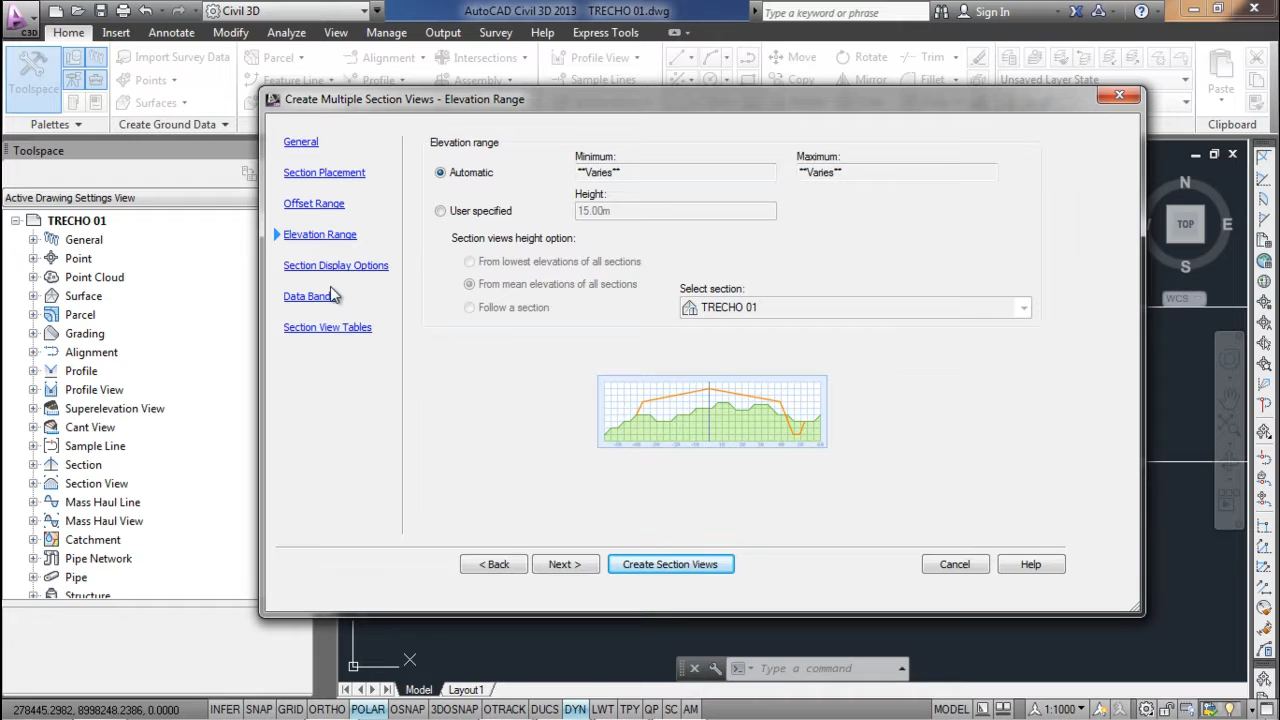 Civil 3D
AutoCAD Civil 3D 2013 TRECHO 01.dwg
Type a keyword or phrase
Sign In
Home Insert Annotate Modify Analyze View Manage Output Survey Help Express Tools
Toolspace
Import Survey Data
Points
Surfaces
Parcel
Feature Line
Alignment
Profile
Intersections
Assembly
Profile View
Sample Lines
Move
Copy
Rotate
Mirror
Trim
Fillet
Unsaved Layer State
Paste
Palettes
Create Ground Data
Clipboard
Toolspace
Active Drawing Settings View
TRECHO 01
General
Point
Point Cloud
Surface
Parcel
Grading
Alignment
Profile
Profile View
Superelevation View
Cant View
Sample Line
Section
Section View
Mass Haul Line
Mass Haul View
Catchment
Pipe Network
Pipe
Structure
Create Multiple Section Views - Elevation Range
General
Section Placement
Offset Range
Elevation Range
Section Display Options
Data Band
Section View Tables
Elevation range
Minimum:
Maximum:
Automatic
**Varies**
**Varies**
Height:
User specified
15.00m
Section views height option:
From lowest elevations of all sections
From mean elevations of all sections
Follow a section
Select section:
TRECHO 01
< Back
Next >
Create Section Views
Cancel
Help
N
W
TOP
E
S
WCS
Type a command
Model Layout1
278445.2982, 8998248.2386, 0.0000
INFER SNAP GRID ORTHO POLAR OSNAP 3DOSNAP OTRACK DUCS DYN LWT TPY QP SC AM
MODEL
1:1000